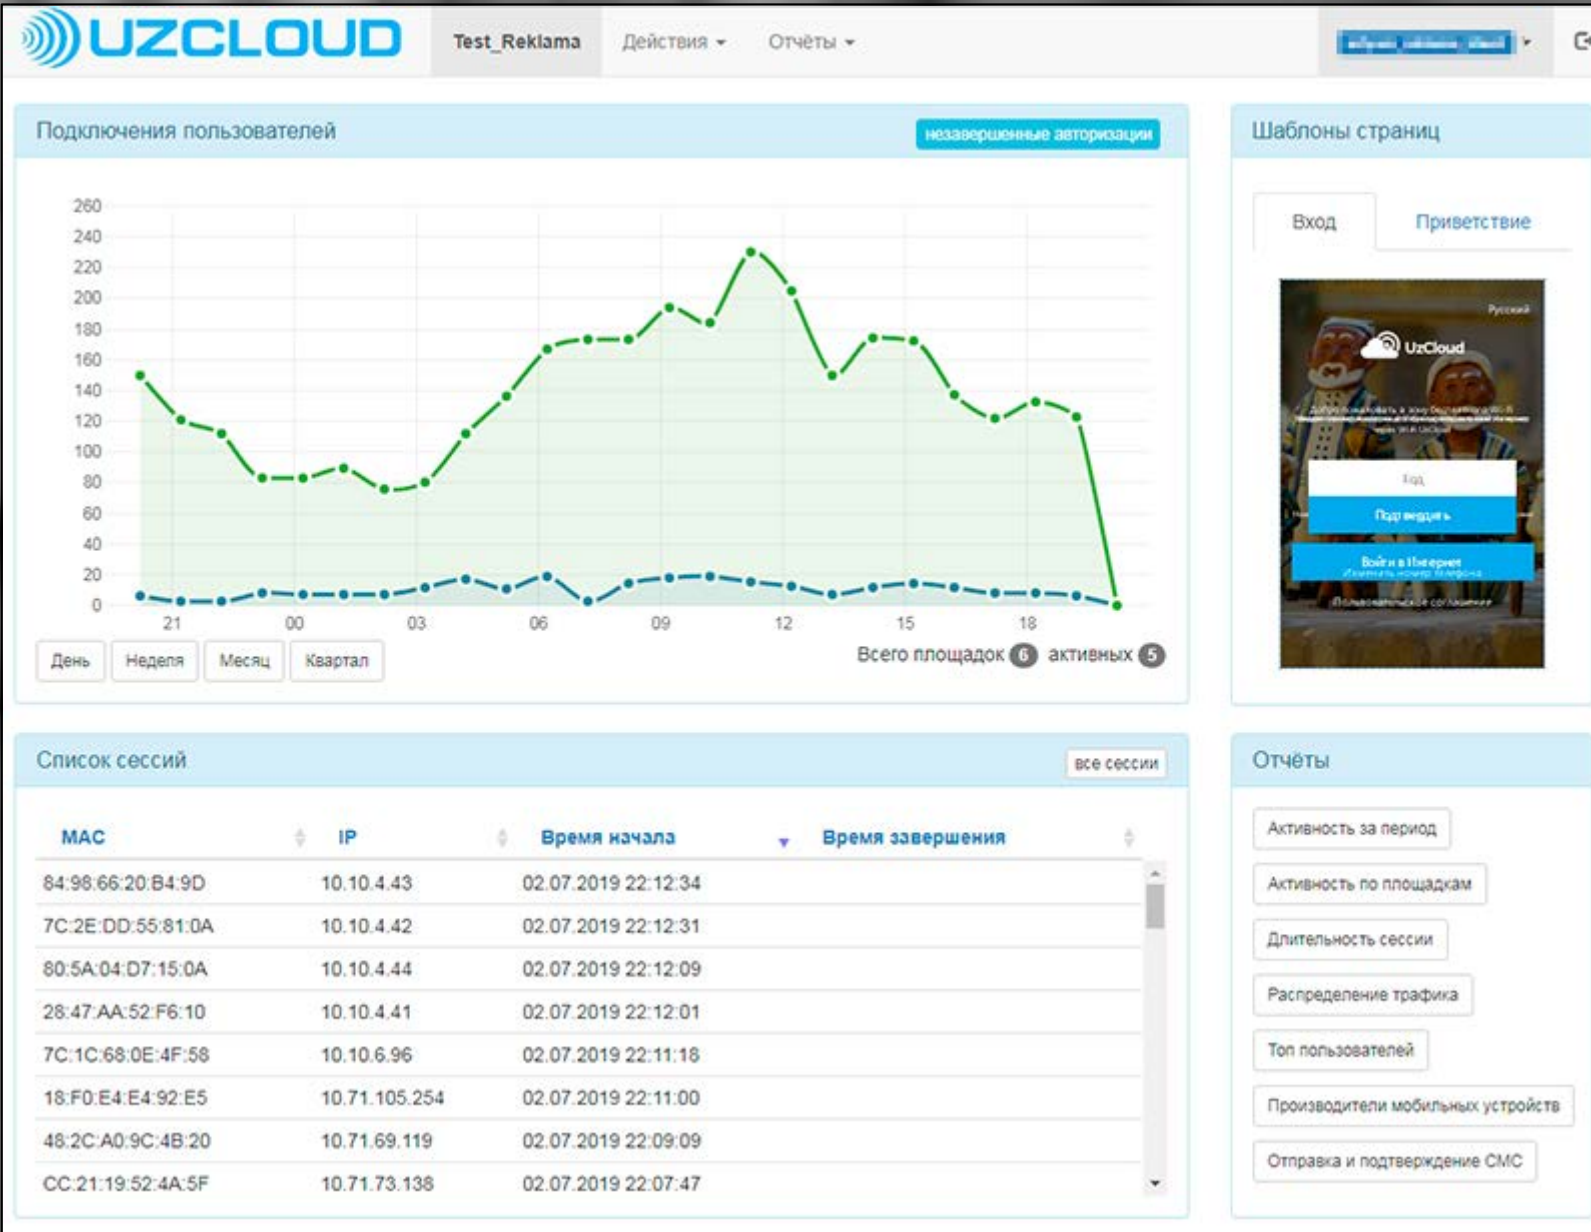 UZCLOUD
Test_Reklama
Действия
Отчёты
Подключения пользователей
незавершенные авторизации
260
240
220
200
180
160
140
120
100
80
60
40
20
0
21 00 03 06 09 12 15 18
День Неделя Месяц Квартал
Всего площадок 6 активных 5
Шаблоны страниц
Вход Приветствие
Русский
UzCloud
Код
Подтвердить
Войти в Интернет
Изменить номер телефона
Пользовательское соглашение
Список сессий
все сессии
MAC IP Время начала Время завершения
84:98:66:20:B4:9D 10.10.4.43 02.07.2019 22:12:34
7C:2E:DD:55:81:0A 10.10.4.42 02.07.2019 22:12:31
80:5A:04:D7:15:0A 10.10.4.44 02.07.2019 22:12:09
28:47:AA:52:F6:10 10.10.4.41 02.07.2019 22:12:01
7C:1C:68:0E:4F:58 10.10.6.96 02.07.2019 22:11:18
18:F0:E4:E4:92:E5 10.71.105.254 02.07.2019 22:11:00
48:2C:A0:9C:4B:20 10.71.69.119 02.07.2019 22:09:09
CC:21:19:52:4A:5F 10.71.73.138 02.07.2019 22:07:47
Отчёты
Активность за период
Активность по площадкам
Длительность сессии
Распределение трафика
Топ пользователей
Производители мобильных устройств
Отправка и подтверждение СМС